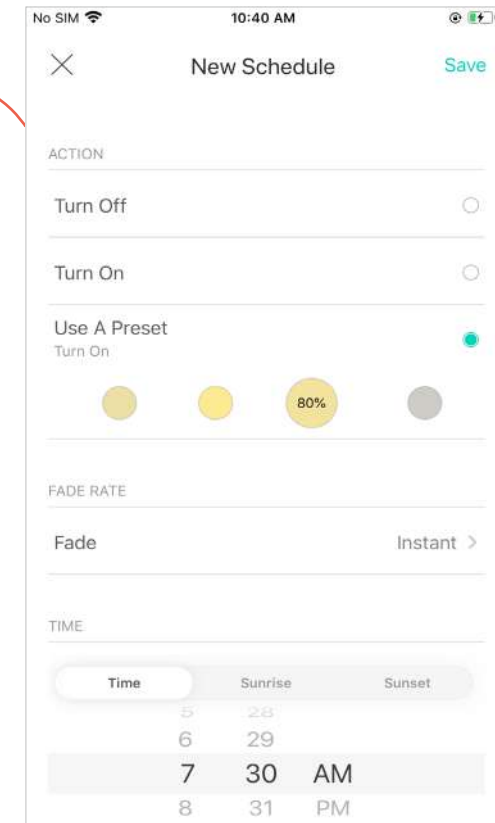 No SIM 10:40 AM
New Schedule Save
ACTION
Turn Off
Turn On
Use A Preset
Turn On
80%
FADE RATE
Fade Instant >
TIME
Time Sunrise Sunset
5 28
6 29
7 30 AM
8 31 PM